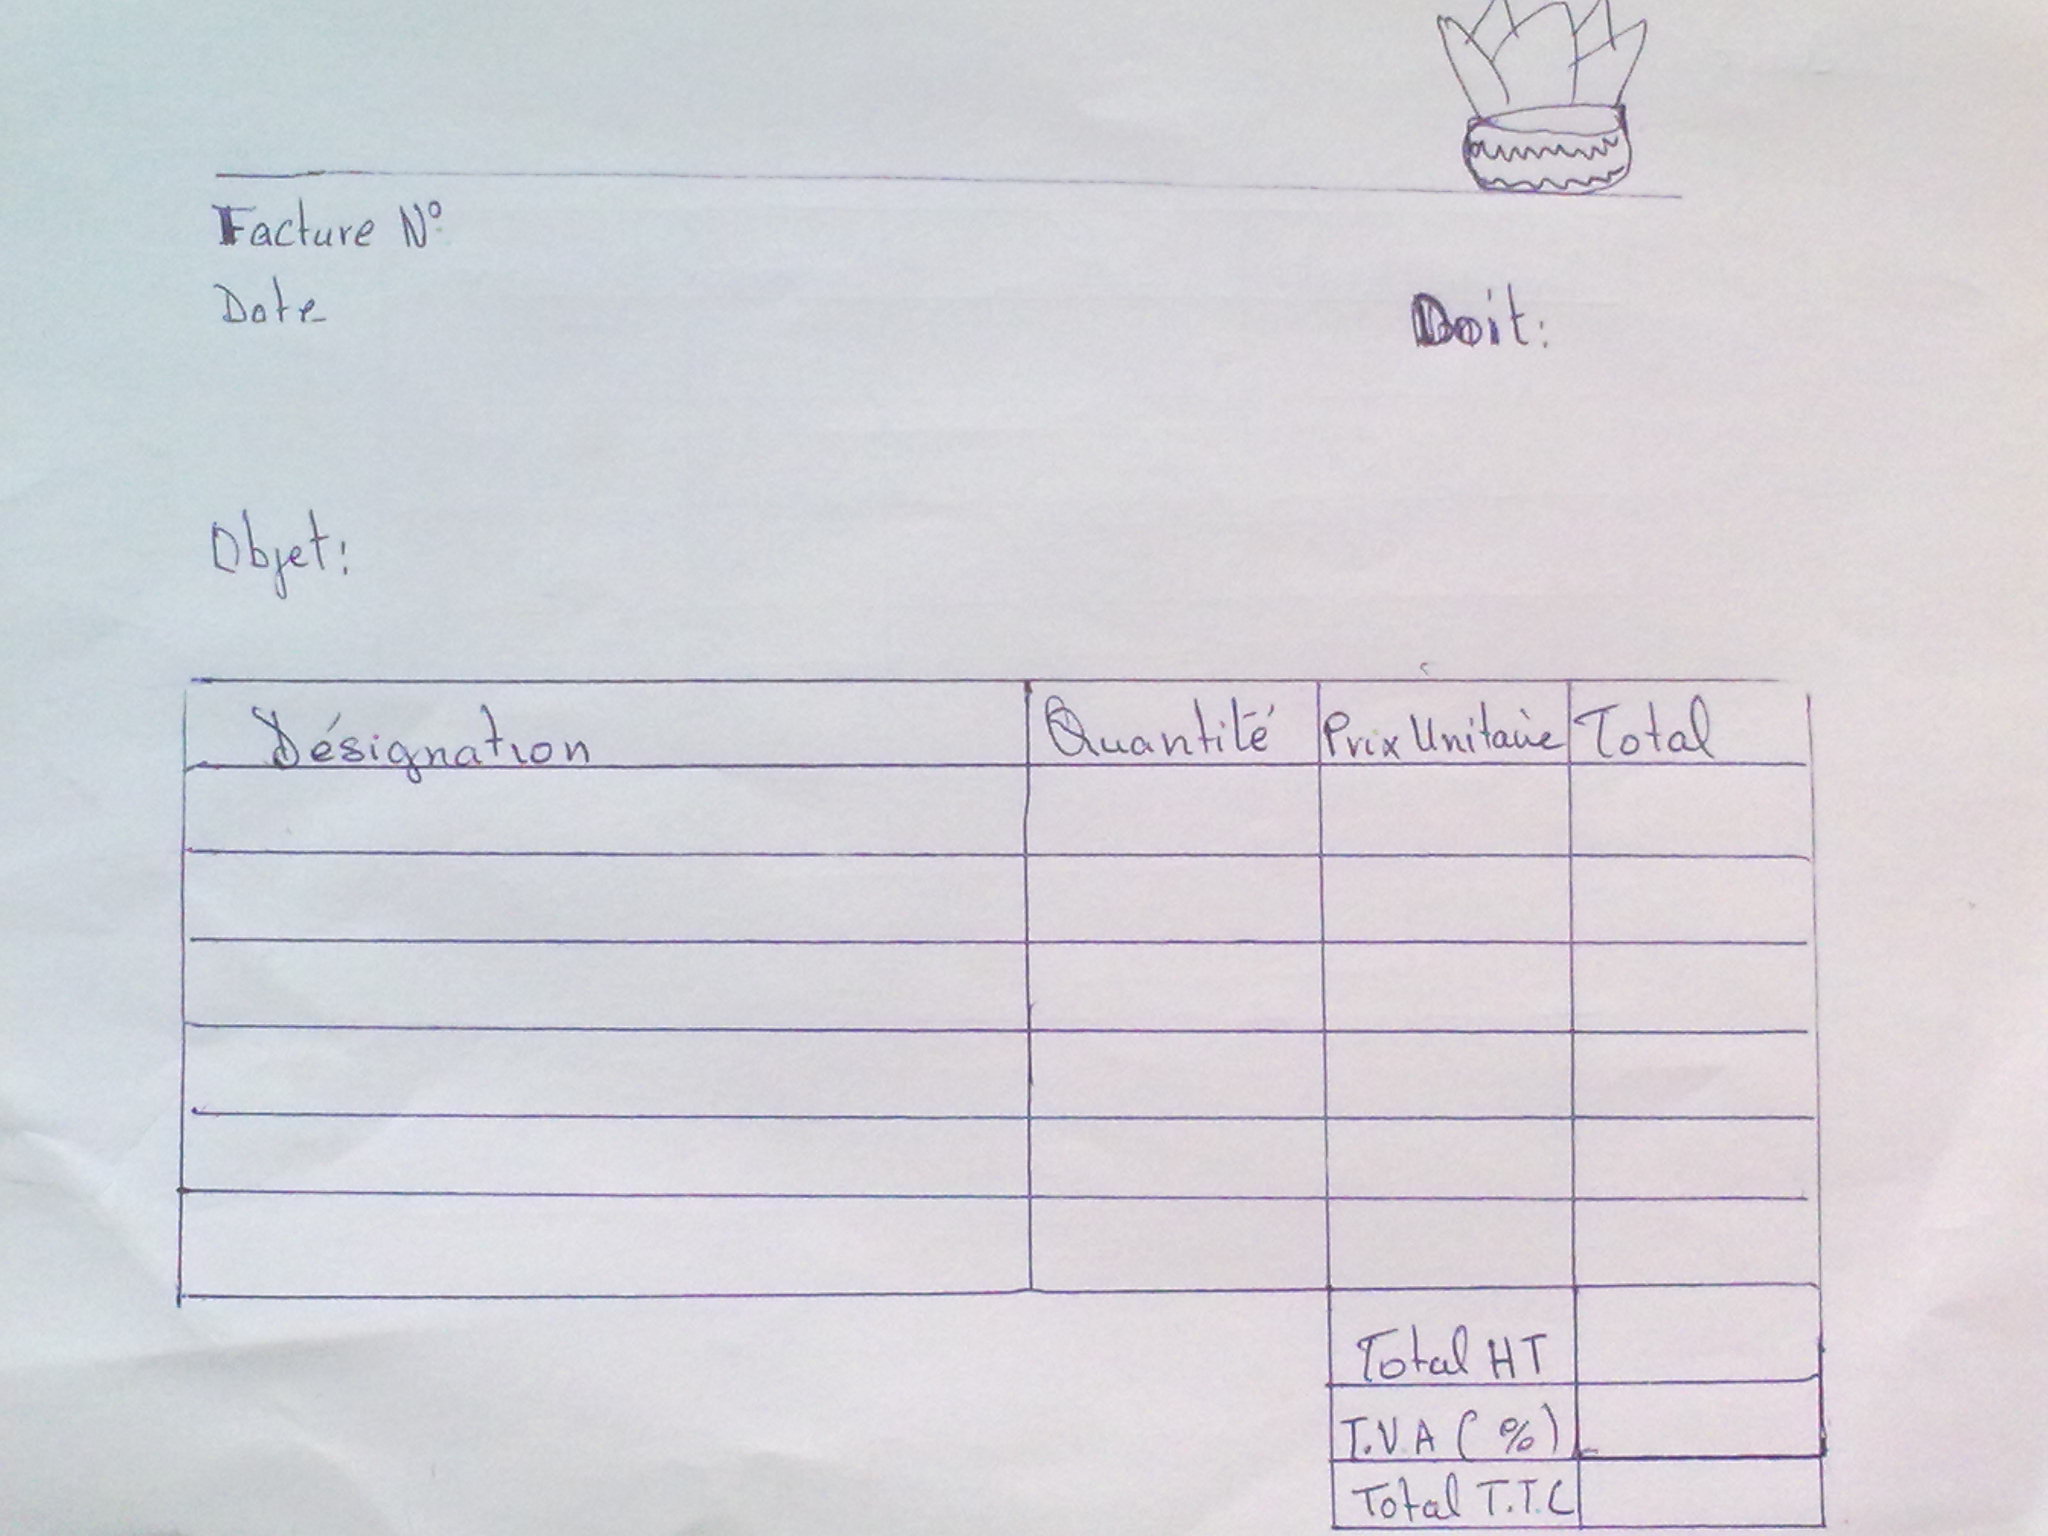 Facture N°
Date
Doit:
Objet:
Désignation Quantité Prix Unitaire Total
Total HT
T.V.A ( %)
Total T.T.C